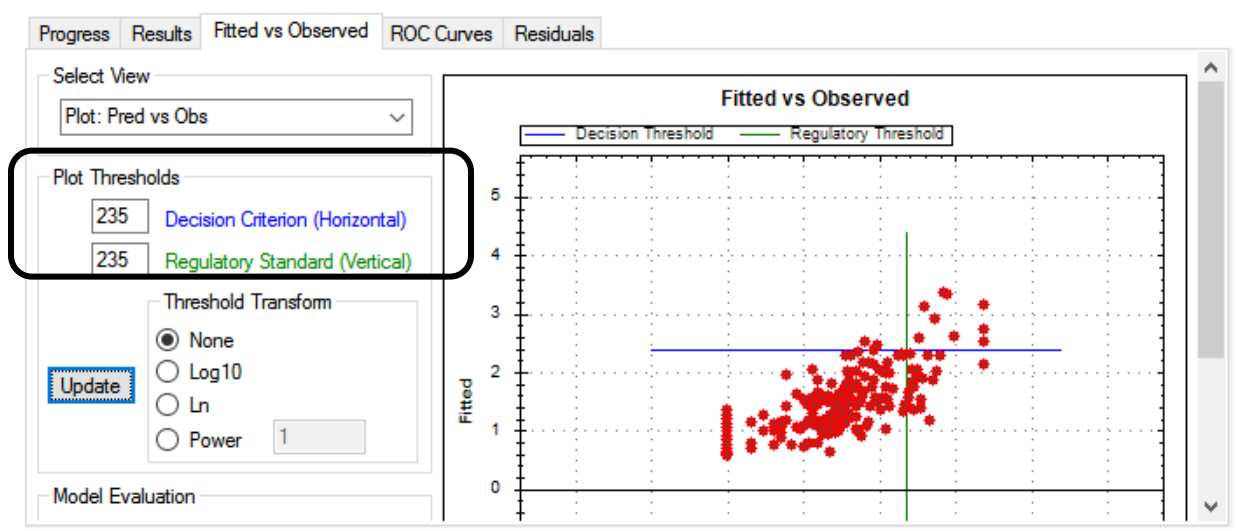 Progress Results Fitted vs Observed ROC Curves Residuals
Select View
Plot: Pred vs Obs
Plot Thresholds
235 Decision Criterion (Horizontal)
235 Regulatory Standard (Vertical)
Threshold Transform
None
Log10
Ln
Power 1
Update
Model Evaluation
Fitted vs Observed
Decision Threshold Regulatory Threshold
5
4
3
2
1
0
Fitted